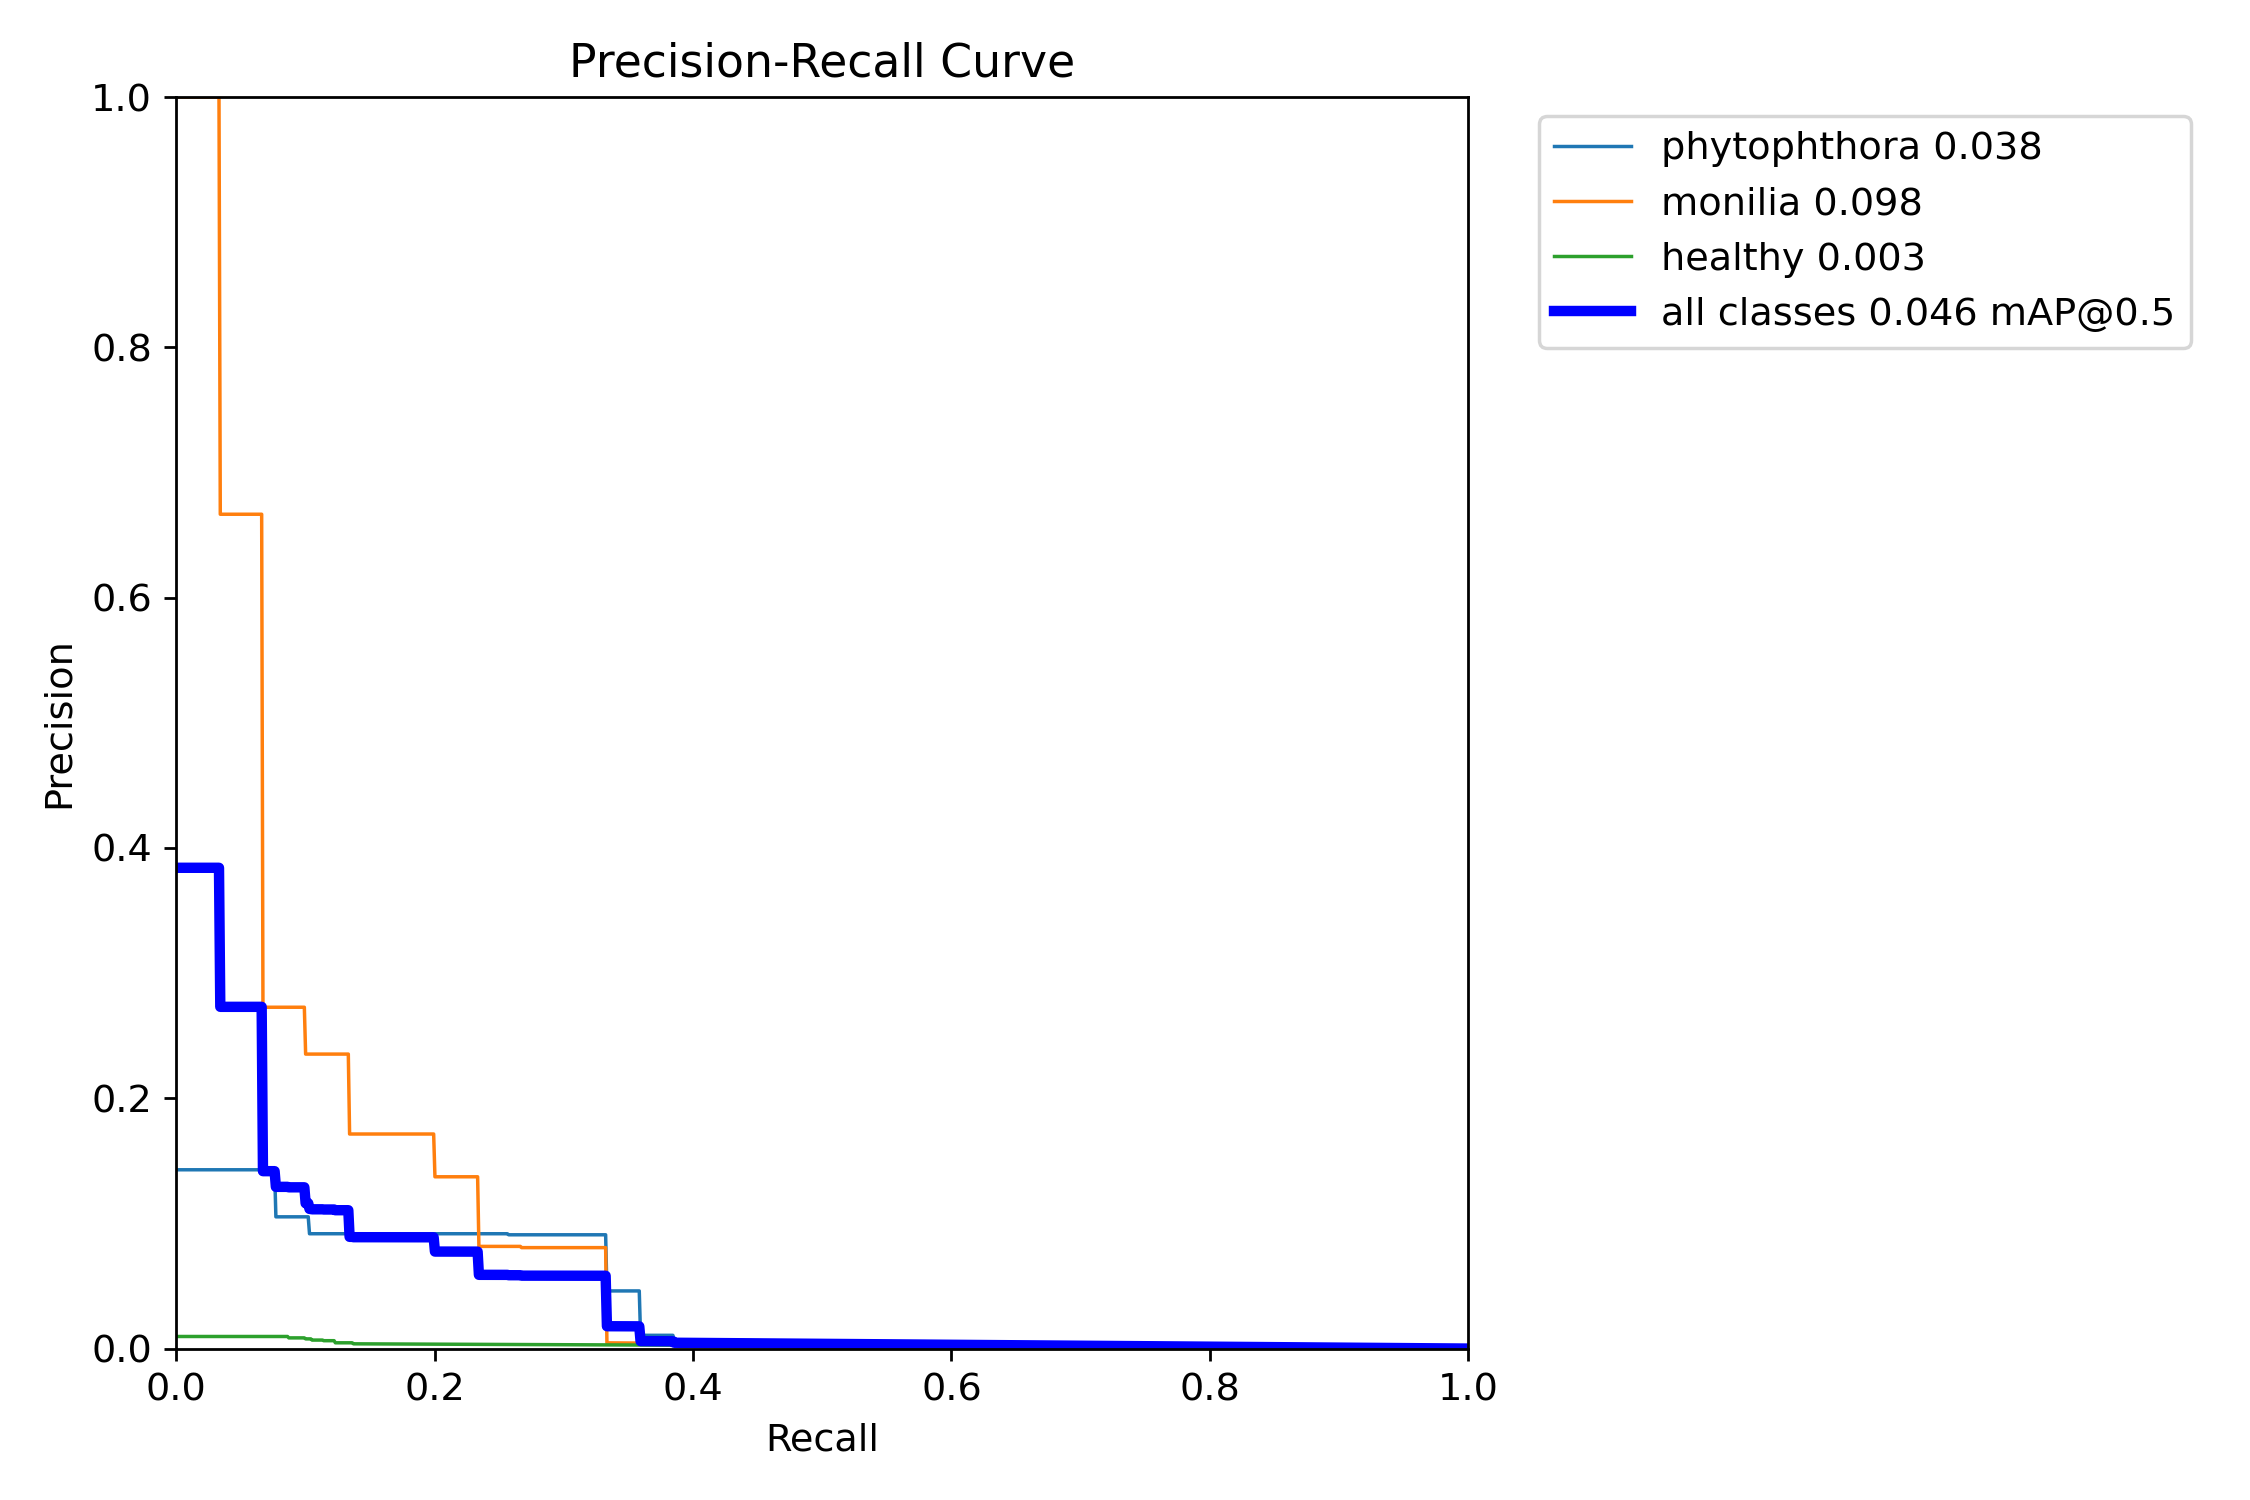 Precision-Recall Curve
1.0
0.8
0.6
0.4
0.2
0.0
Precision
0.0 0.2 0.4 0.6 0.8 1.0
Recall
phytophthora 0.038
monilia 0.098
healthy 0.003
all classes 0.046 mAP@0.5